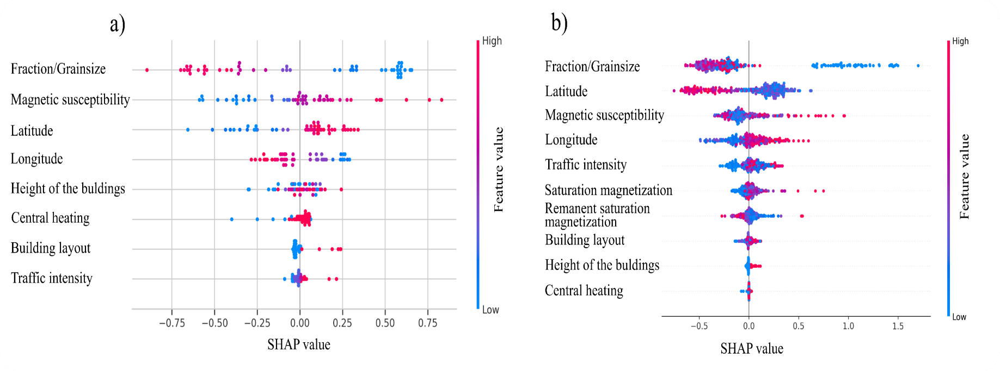 a)
High
Fraction/Grainsize
Magnetic susceptibility
Latitude
Longitude
Height of the buldings
Central heating
Building layout
Traffic intensity
Low
Feature value
−0.75 −0.50 −0.25 0.00 0.25 0.50 0.75
SHAP value
b)
High
Fraction/Grainsize
Latitude
Magnetic susceptibility
Longitude
Traffic intensity
Saturation magnetization
Remanent saturation
magnetization
Building layout
Height of the buldings
Central heating
Low
Feature value
−0.5 0.0 0.5 1.0 1.5
SHAP value